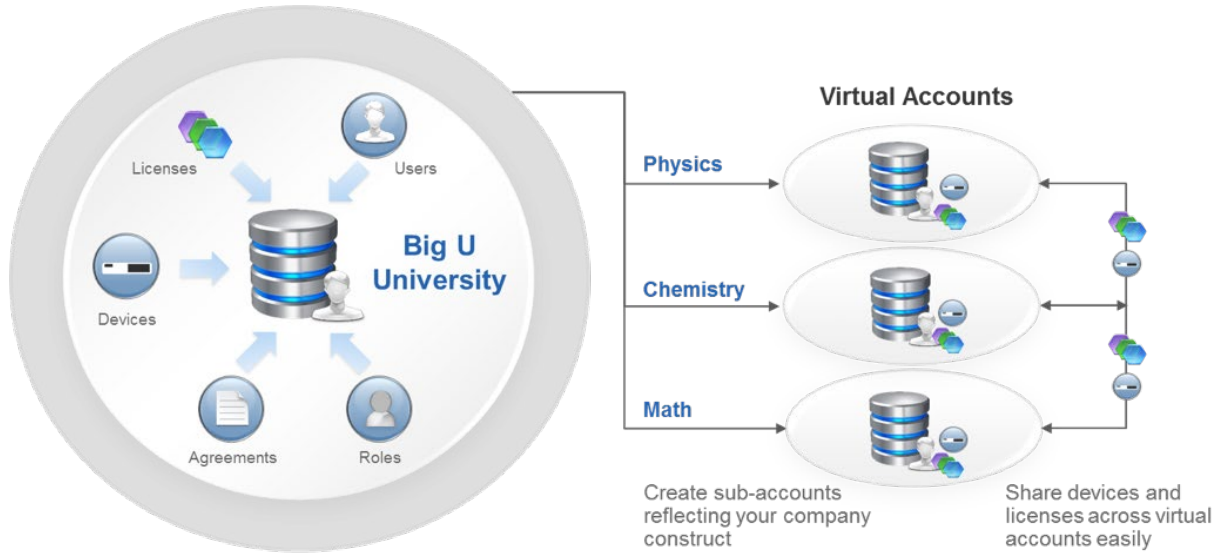 Licenses
Users
Big U
University
Devices
Agreements
Roles
Virtual Accounts
Physics
Chemistry
Math
Create sub-accounts
reflecting your company
construct
Share devices and
licenses across virtual
accounts easily